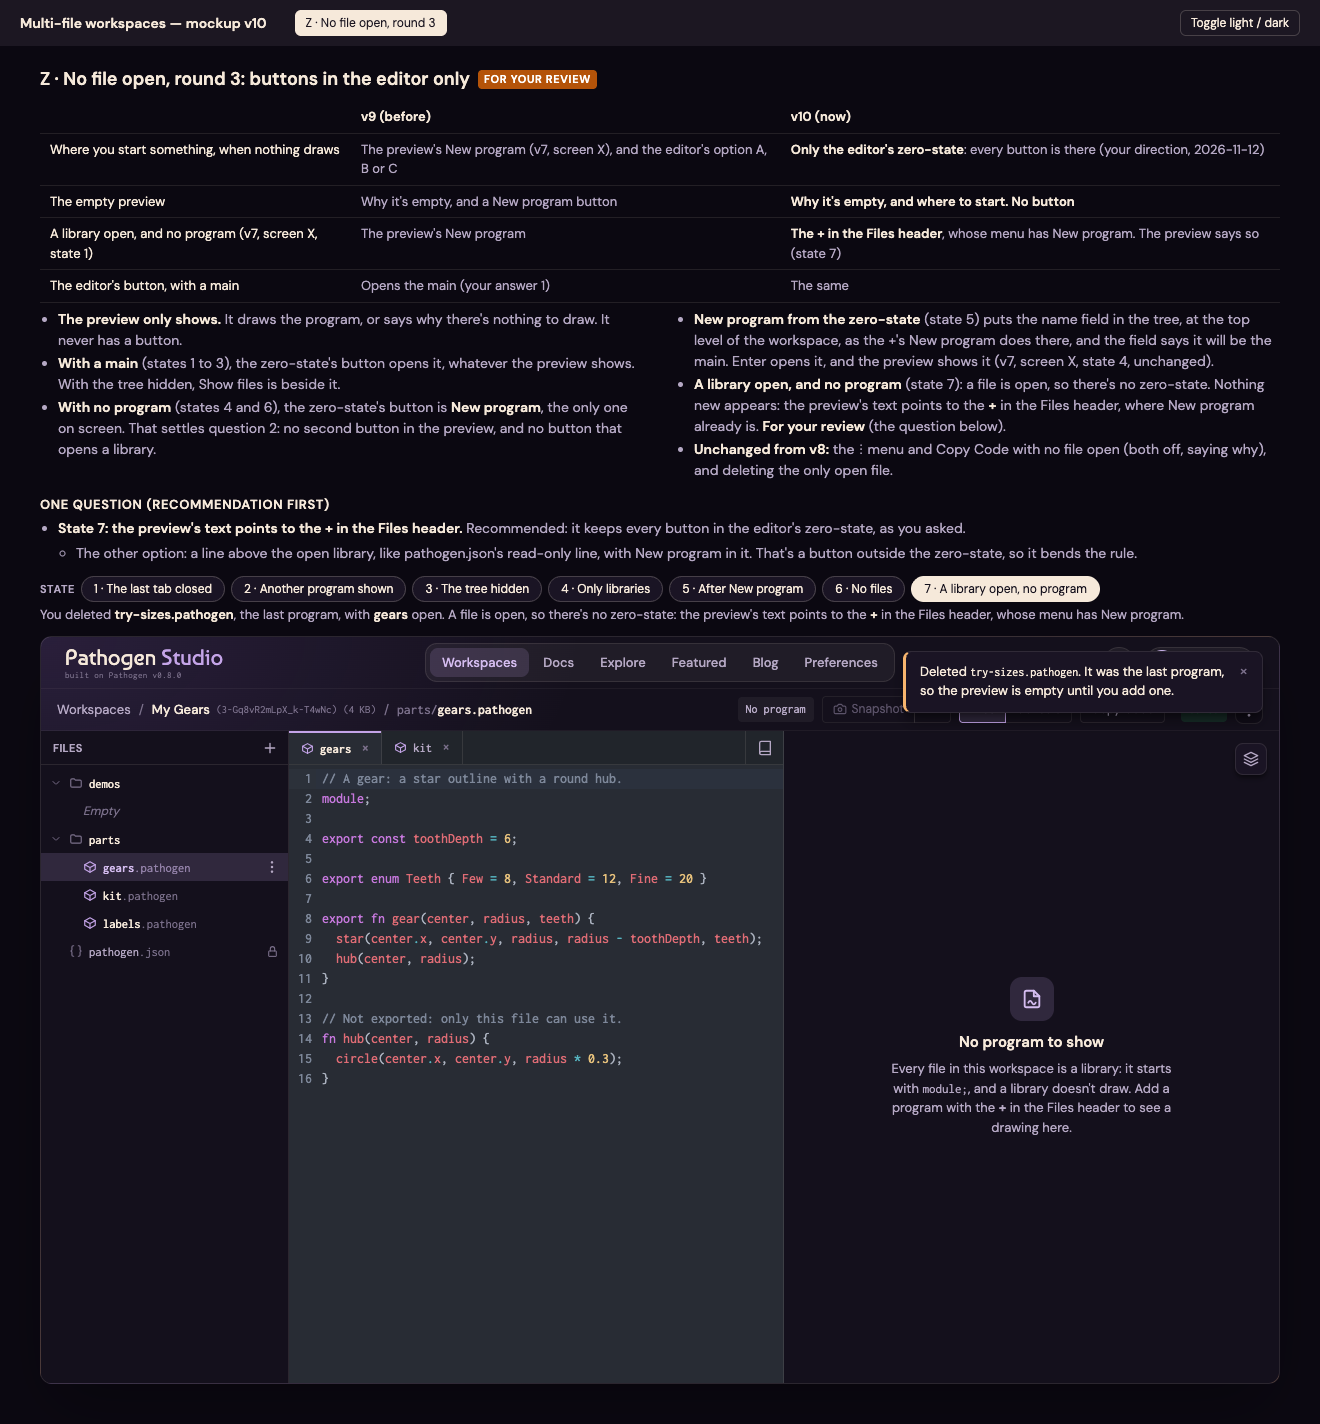 Multi-file workspaces — mockup v10
Z · No file open, round 3
Toggle light / dark
Z · No file open, round 3: buttons in the editor only
FOR YOUR REVIEW
v9 (before)
v10 (now)
Where you start something, when nothing draws
The preview's New program (v7, screen X), and the editor's option A,
B or C
Only the editor's zero-state: every button is there (your direction, 2026-11-12)
The empty preview
Why it's empty, and a New program button
Why it's empty, and where to start. No button
A library open, and no program (v7, screen X,
state 1)
The preview's New program
The + in the Files header, whose menu has New program. The preview says so
(state 7)
The editor's button, with a main
Opens the main (your answer 1)
The same
• The preview only shows. It draws the program, or says why there's nothing to draw. It
never has a button.
• With a main (states 1 to 3), the zero-state's button opens it, whatever the preview shows.
With the tree hidden, Show files is beside it.
• With no program (states 4 and 6), the zero-state's button is New program, the only one
on screen. That settles question 2: no second button in the preview, and no button that
opens a library.
• New program from the zero-state (state 5) puts the name field in the tree, at the top
level of the workspace, as the +'s New program does there, and the field says it will be the
main. Enter opens it, and the preview shows it (v7, screen X, state 4, unchanged).
• A library open, and no program (state 7): a file is open, so there's no zero-state. Nothing
new appears: the preview's text points to the + in the Files header, where New program
already is. For your review (the question below).
• Unchanged from v8: the ⋮ menu and Copy Code with no file open (both off, saying why),
and deleting the only open file.
ONE QUESTION (RECOMMENDATION FIRST)
• State 7: the preview's text points to the + in the Files header. Recommended: it keeps every button in the editor's zero-state, as you asked.
◦ The other option: a line above the open library, like pathogen.json's read-only line, with New program in it. That's a button outside the zero-state, so it bends the rule.
STATE
1 · The last tab closed
2 · Another program shown
3 · The tree hidden
4 · Only libraries
5 · After New program
6 · No files
7 · A library open, no program
You deleted try-sizes.pathogen, the last program, with gears open. A file is open, so there's no zero-state: the preview's text points to the + in the Files header, whose menu has New program.
Pathogen Studio
built on Pathogen v0.8.0
Workspaces
Docs
Explore
Featured
Blog
Preferences
Deleted try-sizes.pathogen. It was the last program,
so the preview is empty until you add one.
×
Workspaces / My Gears (3-Gq8vR2mLpX_k-T4wNc) (4 KB) / parts/gears.pathogen
No program
Snapshot
FILES
+
gears ×
kit ×
demos
Empty
parts
gears.pathogen
kit.pathogen
labels.pathogen
{} pathogen.json
1 // A gear: a star outline with a round hub.
2 module;
3
4 export const toothDepth = 6;
5
6 export enum Teeth { Few = 8, Standard = 12, Fine = 20 }
7
8 export fn gear(center, radius, teeth) {
9 star(center.x, center.y, radius, radius - toothDepth, teeth);
10 hub(center, radius);
11 }
12
13 // Not exported: only this file can use it.
14 fn hub(center, radius) {
15 circle(center.x, center.y, radius * 0.3);
16 }
No program to show
Every file in this workspace is a library: it starts
with module;, and a library doesn't draw. Add a
program with the + in the Files header to see a
drawing here.